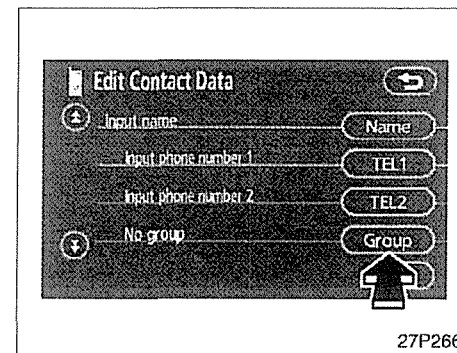 Edit Contact Data
Input name
Name
Input phone number 1
TEL1
Input phone number 2
TEL2
No group
Group
27P266